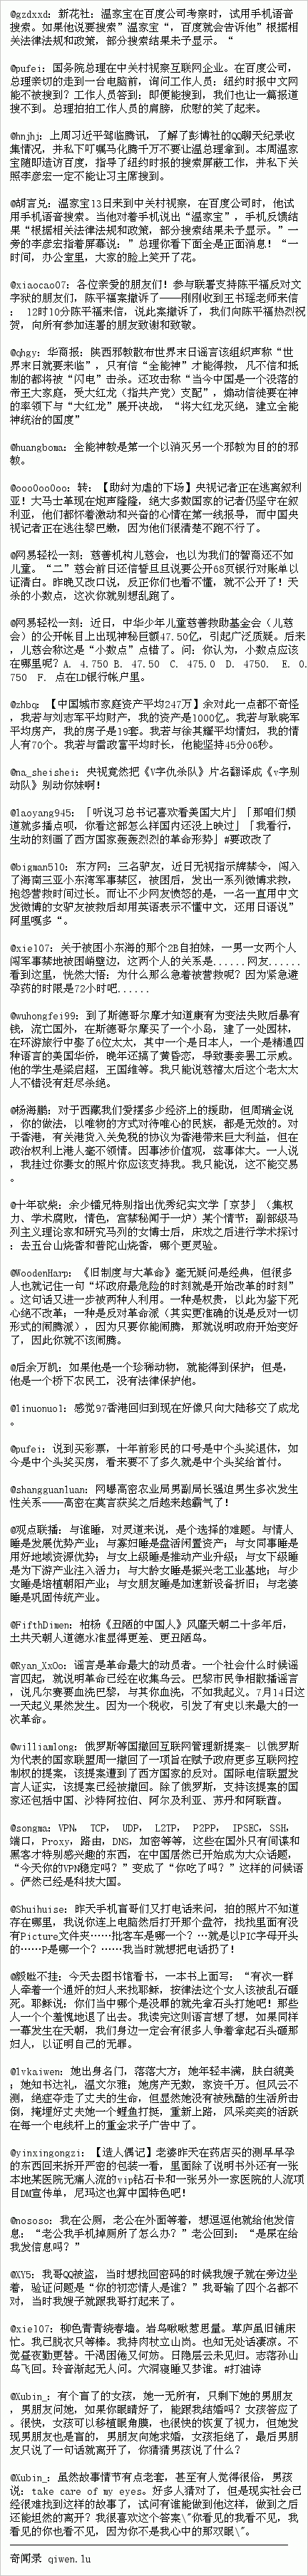 @gzdxxd: 新花社：温家宝在百度公司考察时，试用手机语音
搜索。如果他说要搜索“温家宝“，”百度就会告诉他”根据相
关法律法规和政策，部分搜索结果未予显示。“
@pufei: 国务院总理在中关村视察互联网企业。在百度公司，
总理亲切的走到一台电脑前，询问工作人员：纽约时报中文网
能不被搜到？工作人员答到：即便能搜到，我们也让一篇报道
搜不到。总理拍拍工作人员的肩膀，欣慰的笑了起来。
@hnjhj: 上周习近平驾临腾讯，了解了彭博社的QQ聊天纪录收
集情况，并私下叮嘱马化腾千万不要让温总理拿到。本周温家
宝随即造访百度，指导了纽约时报的搜索屏蔽工作，并私下关
照李彦宏一定不能让习主席搜到。
@胡言兑: 温家宝13日来到中关村视察，在百度公司时，他试
用手机语音搜索。当他对着手机说出“温家宝”，手机反馈结
果“根据相关法律法规和政策，部分搜索结果未予显示。”一
旁的李彦宏指着屏幕说：”总理你看下面全是正面消息！“一
时间，办公室里，大家的脸上笑开了花。
@xiaocao07: 各位亲爱的朋友们！参与联署支持陈平福反对文
字狱的朋友们，陈平福案撤诉了——刚刚收到王书瑶老师来信
： 12时10分陈平福来信，说此案撤诉了，我们向陈平福热烈祝
贺，向所有参加连署的朋友致谢和致敬。
@qhgy: 华商报：陕西邪教散布世界末日谣言该组织声称“世
界末日就要来临”，只有信“全能神”才能得救，凡不信和抵
制的都将被“闪电”击杀。还攻击称“当今中国是一个没落的
帝王大家庭，受大红龙（指共产党）支配”，煽动信徒要在神
的率领下与“大红龙”展开决战，“将大红龙灭绝，建立全能
神统治的国度”
@huangboma: 全能神教是第一个以消灭另一个邪教为目的的邪
教。
@ooo0oo0oo: 转：【助纣为虐的下场】央视记者正在逃离叙利
亚！大马士革现在炮声隆隆，绝大多数国家的记者仍坚守在叙
利亚，他们都怀着激动和兴奋的心情在第一线报导，而中国央
视记者正在逃往黎巴嫩，因为他们很清楚不跑不行了。
@网易轻松一刻: 慈善机构儿慈会，也以为我们的智商还不如
儿童。“二”慈会前日还信誓旦旦说要公开68页银行对账单以
证清白。昨晚又改口说，反正你们也看不懂，就不公开了！天
杀的小数点，这次你就别想乱跑了。
@网易轻松一刻: 近日，中华少年儿童慈善救助基金会（儿慈
会）的公开帐目上出现神秘巨额47.50亿，引起广泛质疑。后来
，儿慈会称这是“小数点”点错了。问：你认为，小数点应该
在哪里呢？A. 4.750 B. 47.50 C. 475.0 D. 4750. E. 0.4
750 F. 点在LD银行帐户里。
@zhbq: 【中国城市家庭资产平均247万】余对此一点都不奇怪
，我若与刘志军平均财产，我的资产是1000亿。我若与耿晓军
平均房产，我的房子是19套。我若与徐其耀平均情妇，我的情
人有70个。我若与雷政富平均时长，他能坚持45分06秒。
@na_sheishei: 央视竟然把《V字仇杀队》片名翻译成《v字别
动队》别动你妹啊！
@laoyang945: 「听说习总书记喜欢看美国大片」「那咱们频
道就多播点呗，你看这部怎么样国内还没上映过」「我看行，
生动的刻画了西方国家轰轰烈烈的革命形势」#要政改了
@bigman510: 东方网：三名驴友，近日无视指示牌禁令，闯入
了海南三亚小东湾军事禁区，被困后，发出一系列微博求救，
抱怨营救时间过长。而让不少网友愤怒的是，一名一直用中文
发微博的女驴友被救后却用英语表示不懂中文，还用日语说”
阿里嘎多“。
@xie107: 关于被困小东海的那个2B自拍妹，一男一女两个人
闯军事禁地被困峭壁边，这两个人的关系是......网友......
看到这里，恍然大悟：为什么那么急着被营救呢？因为紧急避
孕药的时限是72小时吧......
@wuhongfei99: 到了斯德哥尔摩才知道康有为变法失败后暴有
钱，流亡国外，在斯德哥尔摩买了一个小岛，建了一处园林，
在环游旅行中娶了6位太太，其中一个是日本人，一个是精通四
种语言的美国华侨，晚年还搞了黄昏恋，导致妻妾罢工示威。
他的学生是梁启超，王国维等。我只能说慈禧太后这个老太太
人不错没有赶尽杀绝。
@杨海鹏: 对于西藏我们爱摆多少经济上的援助，但周瑞金说
，你的做法，以唯物的方式待唯心的民族，都是无效的。对于
香港，有关港货入关免税的协议为香港带来巨大利益，但在
政治权利上港人毫不领情。因事涉价值观，兹事体大。一人说
，我挂过你妻女的照片你应该支持我。我只能说，这不能交易
。
@十年砍柴: 余少镭兄特别指出优秀纪实文学「京梦」（集权
力、学术腐败，情色，宫禁秘闻于一炉）某个情节：副部级马
列主义理论家和研究马列的女博士后，床戏之后进行学术探讨
：去五台山烧香和普陀山烧香，哪个更灵验。
@WoodenHarp: 《旧制度与大革命》毫无疑问是经典，但很多
人也就记住一句“坏政府最危险的时刻就是开始改革的时刻”
。这句话又进一步被两种人利用。一种是权贵，以此为鉴下死
心绝不改革；一种是反对革命派（其实更准确的说是反对一切
形式的闹腾派），因为只要你能闹腾，那就说明政府开始变好
了，因此你就不该闹腾。
@后余万凯: 如果他是一个珍稀动物，就能得到保护；但是，
他是一个桥下农民工，没有法律保护他。
@linuonuo1: 感觉97香港回归到现在好像只向大陆移交了成龙
。
@pufei: 说到买彩票，十年前彩民的口号是中个头奖退休，如
今是中个头奖买房，看来要不了多久就是中个头奖给首付。
@shangguanluan: 网曝高密农业局男副局长强迫男生多次发生
性关系——高密在莫言获奖之后越来越霸气了！
@观点联播: 与谁睡，对灵道来说，是个选择的难题。与情人
睡是发展优势产业；与寡妇睡是盘活闲置资产；与女同事睡是
用好地域资源优势；与女上级睡是推动产业升级；与女下级睡
是为下游产业注入活力；与大龄女睡是振兴老工业基地；与少
女睡是培植朝阳产业；与女朋友睡是加速新设备折旧；与老婆
睡是巩固传统产业。
@FifthDimen: 柏杨《丑陋的中国人》风靡天朝二十多年后，
土共天朝人道德水准显得更差、更丑陋鸟。
@Ryan_XxOo: 谣言是革命最大的动员者。一个社会什么时候谣
言四起，就说明革命已经在收集乌云。巴黎市民争相散播谣言
，说凡尔赛要血洗巴黎，与其你血洗，不如我起义。7月14日这
一天起义果然发生。因为一个税收，引发了有史以来最大的一
次革命。
@williamlong: 俄罗斯等国撤回互联网管理新提案- 以俄罗斯
为代表的国家联盟周一撤回了一项旨在赋予政府更多互联网控
制权的提案，该提案遭到了西方国家的反对。国际电信联盟发
言人证实，该提案已经被撤回。除了俄罗斯，支持该提案的国
家还包括中国、沙特阿拉伯、阿尔及利亚、苏丹和阿联酋。
@songma: VPN， TCP， UDP， L2TP， P2PP， IPSEC，SSH，
端口，Proxy，路由，DNS，加密等等，这些在国外只有间谍和
黑客才特别感兴趣的东西，在中国居然已开始成为大众话题，
“今天你的VPN稳定吗？”变成了“你吃了吗？”这样的问候语
。俨然已经是科技大国。
@Shuihuise: 昨天手机盲哥们又打电话来问，拍的照片不知道
存在哪里，我说你连上电脑然后打开那个盘符，找找里面有没
有Picture文件夹……批客车是哪一个？…就是以PIC字母开头
的……P是哪一个？……我当时就想把电话扔了！
@毅睢不挂: 今天去图书馆看书，一本书上面写：“有次一群
人牵着一个通奸的妇人来找耶稣，按律法这个女人该被乱石砸
死。耶稣说：你们当中哪个是没罪的就先拿石头打她吧！那些
人一个个羞愧地退了出去。我读完这则语言想了想，如果同样
一幕发生在天朝，我们身边一定会有很多人争着拿起石头砸那
妇人，以证明自己的无罪。
@lvkaiwen: 她出身名门，落落大方；她年轻丰满，肤白貌美
；她知书达礼，温文尔雅；她房产无数，家资千万。但风云不
测，绝症夺走了丈夫的生命，但显然她没有被残酷的生活所击
倒，掩埋好丈夫她一个鲤鱼打挺，重新上路，风采奕奕的活跃
在每一个电线杆上的重金求子广告中了。
@yinxingongzi: 【造人偶记】老婆昨天在药店买的测早早孕
的东西回来拆开严密的包装一看，里面除了说明书外还有一张
本地某医院无痛人流的vip钻石卡和一张另外一家医院的人流项
目DM宣传单，尼玛这也算中国特色吧！
@nososo: 我在公厕，老公在外面等着，想逗逗他就给他发信
息：“老公我手机掉厕所了怎么办？”老公回到：“是屎在给
我发信息吗？”
@XY5: 我哥QQ被盗，当时想找回密码的时候我嫂子就在旁边坐
着，验证问题是“你的初恋情人是谁？”我哥输了四个名都不
对，当时我嫂子就跟我哥打起来了。
@xie107: 柳色青青绕春墙。岩鸟啾啾惹思量。草庐虽旧铺床
忙。我已脱衣只等棒。我持肉杖立山岗。也知无处话凄凉。不
觉昼夜勤更替。干渴困倦又何妨。日隐层云未见归。志落孙山
鸟飞回。玲音渐起无人问。六洞寝睡又梦谁。#打油诗
@Xubin_: 有个盲了的女孩，她一无所有，只剩下她的男朋友
，男朋友问她，如果你眼睛好了，能跟我结婚吗？女孩答应了
。很快，女孩可以移植眼角膜，也很快的恢复了视力，但她发
现男朋友也是盲的，男朋友向她求婚，女孩拒绝了，最后男朋
友只说了一句话就离开了，你猜猜男孩说了什么？
@Xubin_: 虽然故事情节有点老套，甚至有人觉得很俗，男孩
说：take care of my eyes。好多人猜对了，但是现实社会已
经很难找到这样的故事了，试问有谁能做到他这样，做到之后
还能坦然的离开？我很喜欢这个答案\"你看见的我看不见，我
看见的你也看不见，因为你不是我心中的那双眼\"。
奇闻录 qiwen.lu